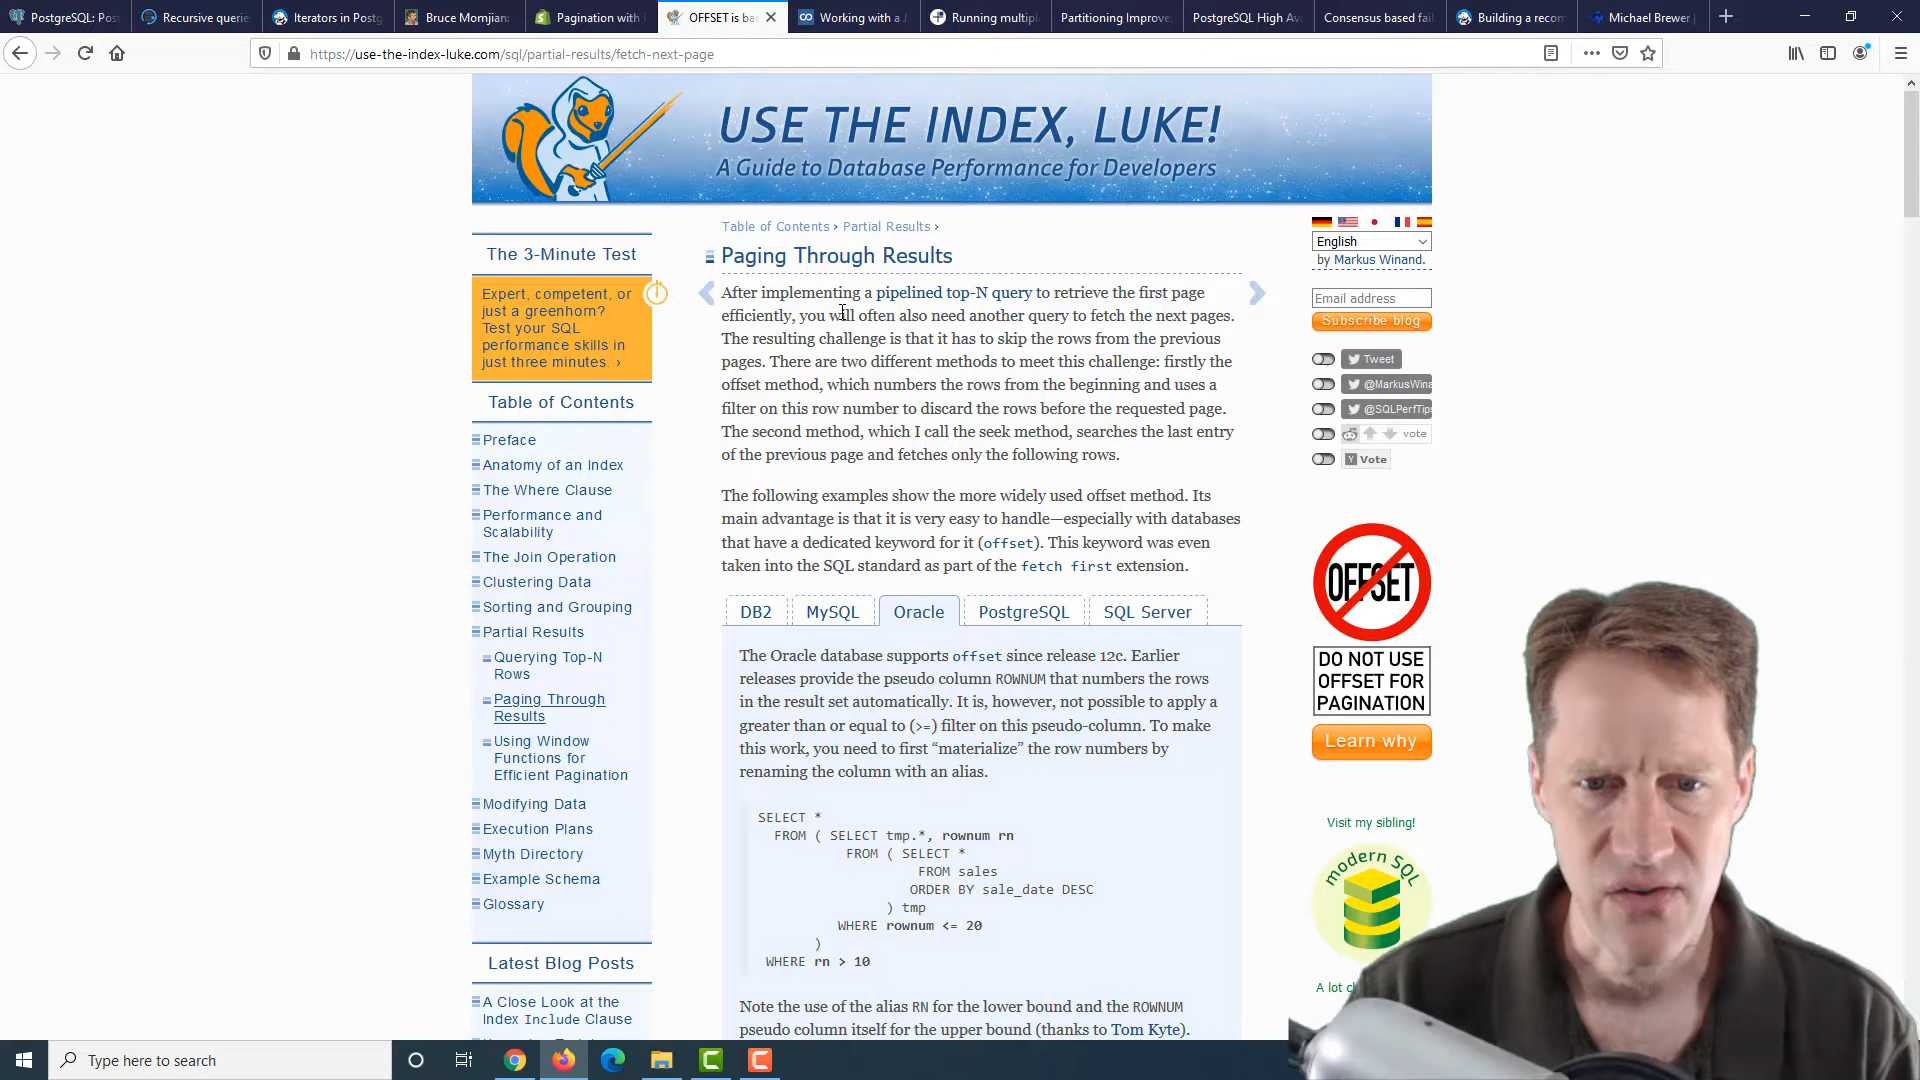 PostgreSQL: Pos
Recursive querie
Iterators in Postg
Bruce Momjian:
Pagination with
OFFSET is ba
Working with a J
Running multipl
Partitioning Improvem
PostgreSQL High Ava
Consensus based fail
Building a recom
Michael Brewer
https://use-the-index-luke.com/sql/partial-results/fetch-next-page
USE THE INDEX, LUKE!
A Guide to Database Performance for Developers
The 3-Minute Test
Expert, competent, or
just a greenhorn?
Test your SQL
performance skills in
just three minutes. ›
Table of Contents
Preface
Anatomy of an Index
The Where Clause
Performance and
Scalability
The Join Operation
Clustering Data
Sorting and Grouping
Partial Results
Querying Top-N
Rows
Paging Through
Results
Using Window
Functions for
Efficient Pagination
Modifying Data
Execution Plans
Myth Directory
Example Schema
Glossary
Latest Blog Posts
A Close Look at the
Index Include Clause
Table of Contents › Partial Results ›
Paging Through Results
After implementing a pipelined top-N query to retrieve the first page
efficiently, you will often also need another query to fetch the next pages.
The resulting challenge is that it has to skip the rows from the previous
pages. There are two different methods to meet this challenge: firstly the
offset method, which numbers the rows from the beginning and uses a
filter on this row number to discard the rows before the requested page.
The second method, which I call the seek method, searches the last entry
of the previous page and fetches only the following rows.
The following examples show the more widely used offset method. Its
main advantage is that it is very easy to handle—especially with databases
that have a dedicated keyword for it (offset). This keyword was even
taken into the SQL standard as part of the fetch first extension.
DB2 MySQL Oracle PostgreSQL SQL Server
The Oracle database supports offset since release 12c. Earlier
releases provide the pseudo column ROWNUM that numbers the rows
in the result set automatically. It is, however, not possible to apply a
greater than or equal to (>=) filter on this pseudo-column. To make
this work, you need to first “materialize” the row numbers by
renaming the column with an alias.
SELECT *
FROM ( SELECT tmp.*, rownum rn
FROM ( SELECT *
FROM sales
ORDER BY sale_date DESC
) tmp
WHERE rownum <= 20
)
WHERE rn > 10
Note the use of the alias RN for the lower bound and the ROWNUM
pseudo column itself for the upper bound (thanks to Tom Kyte).
English
by Markus Winand.
Email address
Subscribe blog
Tweet
@MarkusWina
@SQLPerfTips
vote
Y Vote
OFFSET
DO NOT USE
OFFSET FOR
PAGINATION
Learn why
Visit my sibling!
modern SQL
A lot ch
Type here to search